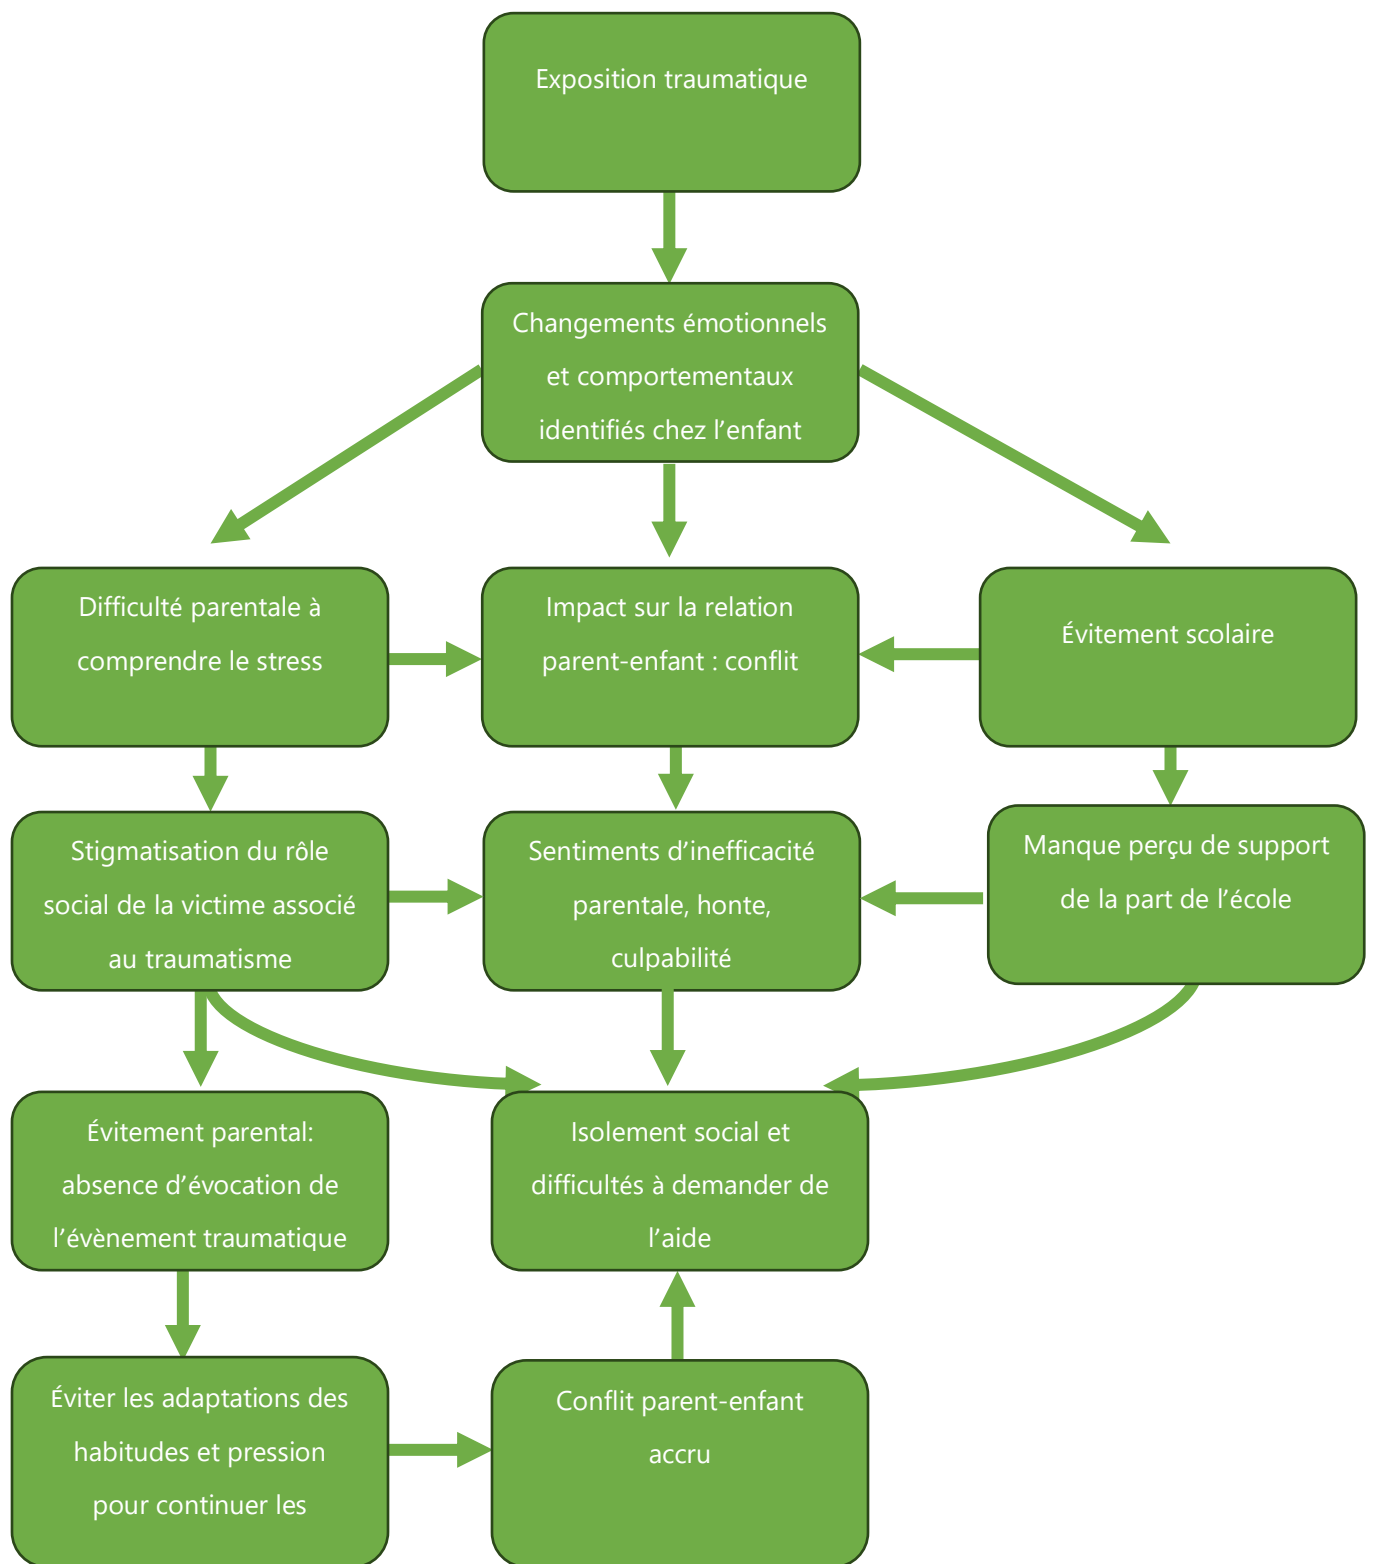 Exposition traumatique
Changements émotionnels
et comportementaux
identifiés chez l’enfant
Difficulté parentale à
comprendre le stress
Impact sur la relation
parent-enfant : conflit
Évitement scolaire
Stigmatisation du rôle
social de la victime associé
au traumatisme
Sentiments d’inefficacité
parentale, honte,
culpabilité
Manque perçu de support
de la part de l’école
Évitement parental:
absence d’évocation de
l’évènement traumatique
Isolement social et
difficultés à demander de
l’aide
Éviter les adaptations des
habitudes et pression
pour continuer les
Conflit parent-enfant
accru